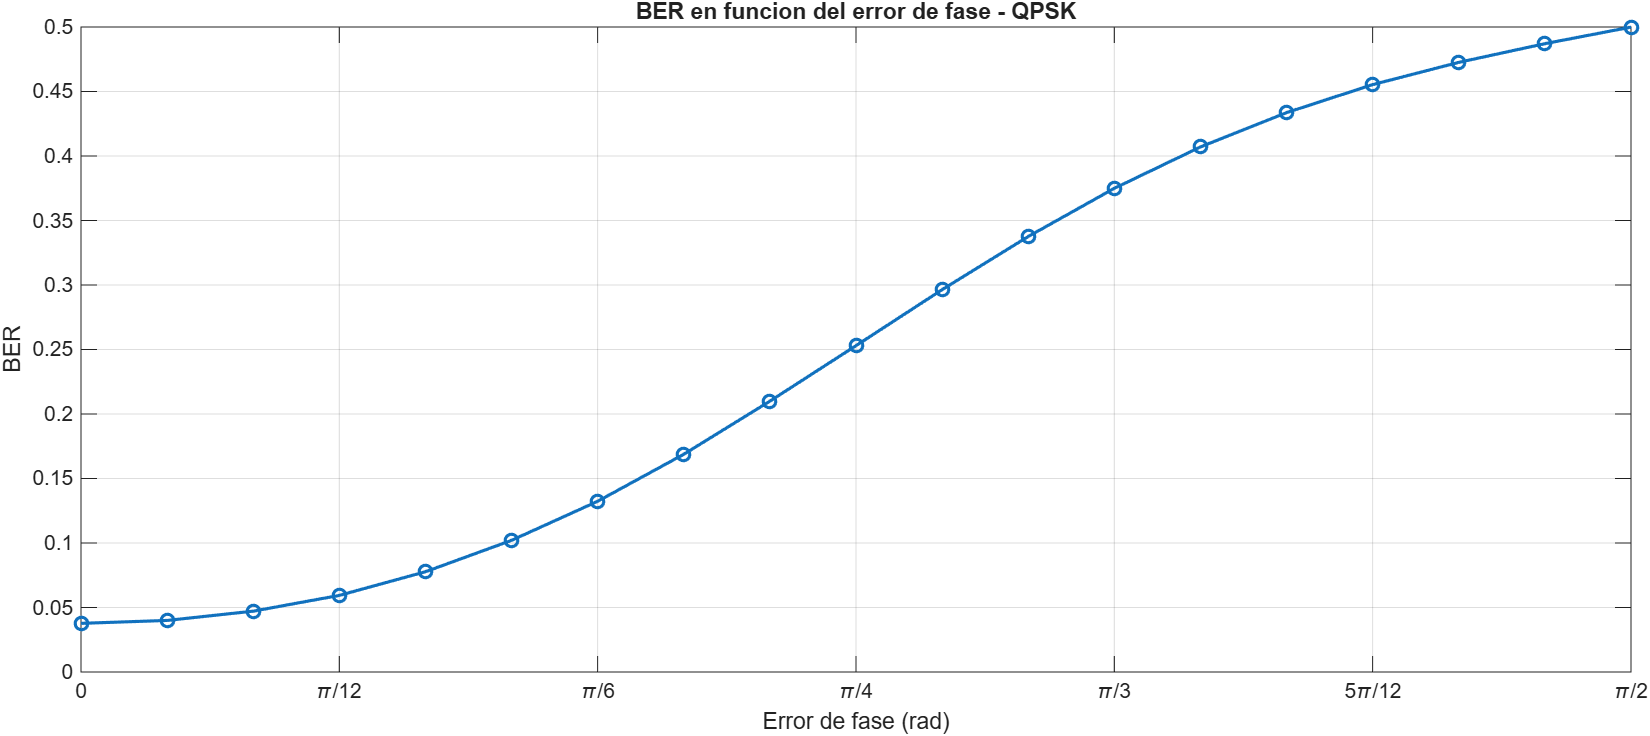 BER en funcion del error de fase - QPSK
0.5
0.45
0.4
0.35
0.3
0.25
0.2
0.15
0.1
0.05
0
BER
0 π/12 π/6 π/4 π/3 5π/12 π/2
Error de fase (rad)